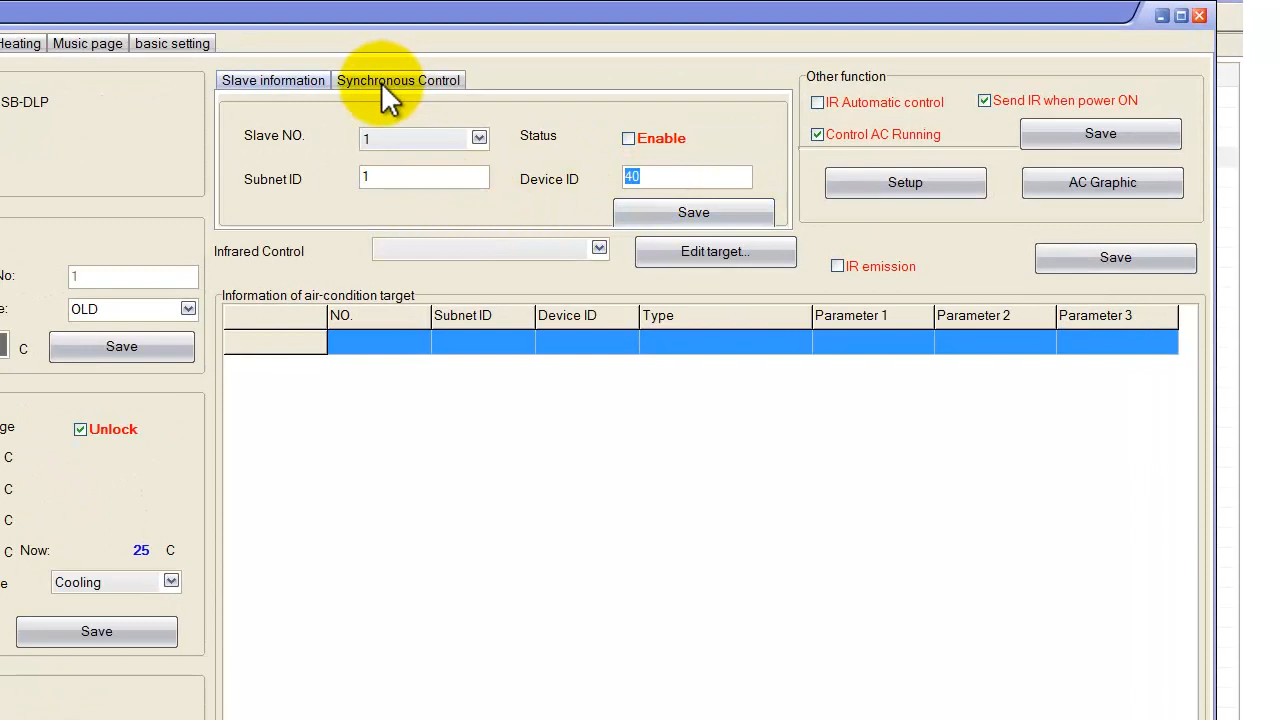 Heating
Music page
basic setting
SB-DLP
Slave information
Synchronous Control
Slave NO.
1
Status
Enable
Subnet ID
1
Device ID
40
Save
Other function
IR Automatic control
Send IR when power ON
Control AC Running
Save
Setup
AC Graphic
Infrared Control
Edit target...
IR emission
Save
No:
1
e:
OLD
C
Save
Information of air-condition target
NO.
Subnet ID
Device ID
Type
Parameter 1
Parameter 2
Parameter 3
ge
Unlock
C
C
C
C
Now:
25
C
e
Cooling
Save